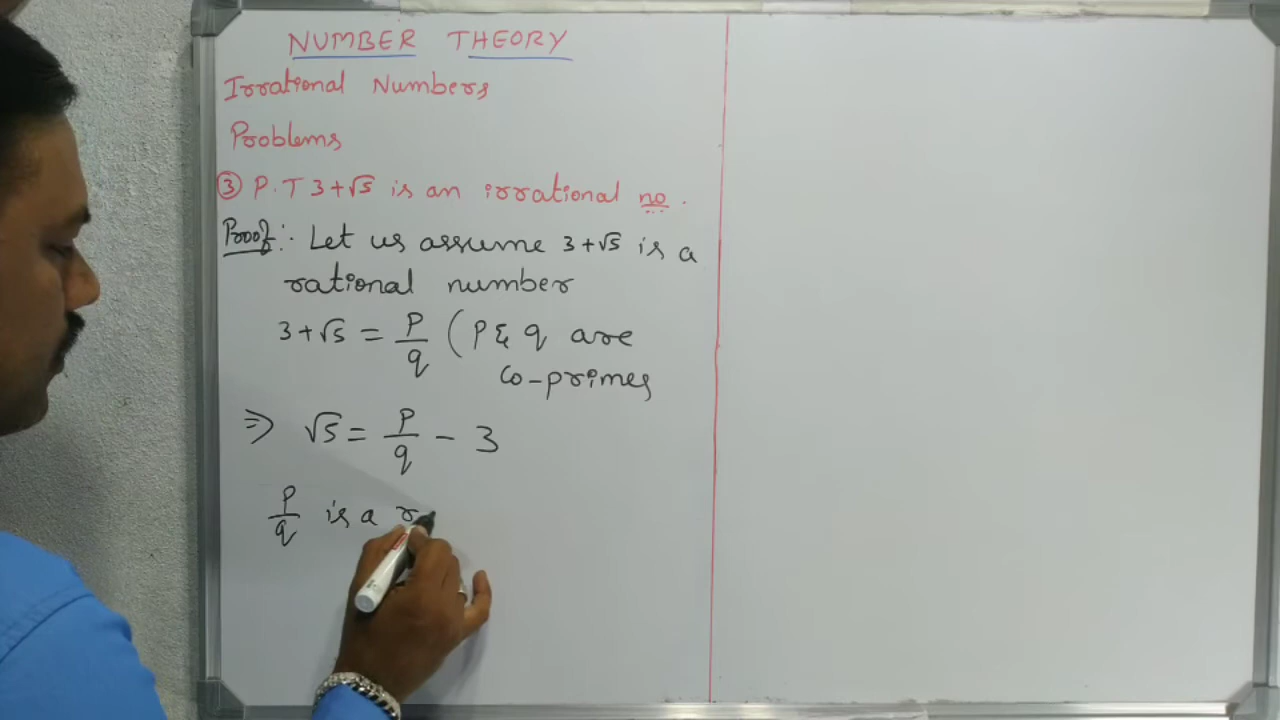 NUMBER THEORY
Irrational Numbers
Problems
③ P.T 3+√5 is an irrational no.
Proof:- Let us assume 3+√5 is a
rational number
3+√5 = p/q (p & q are
co-primes
⇒ √5 = p/q - 3
p/q is a r